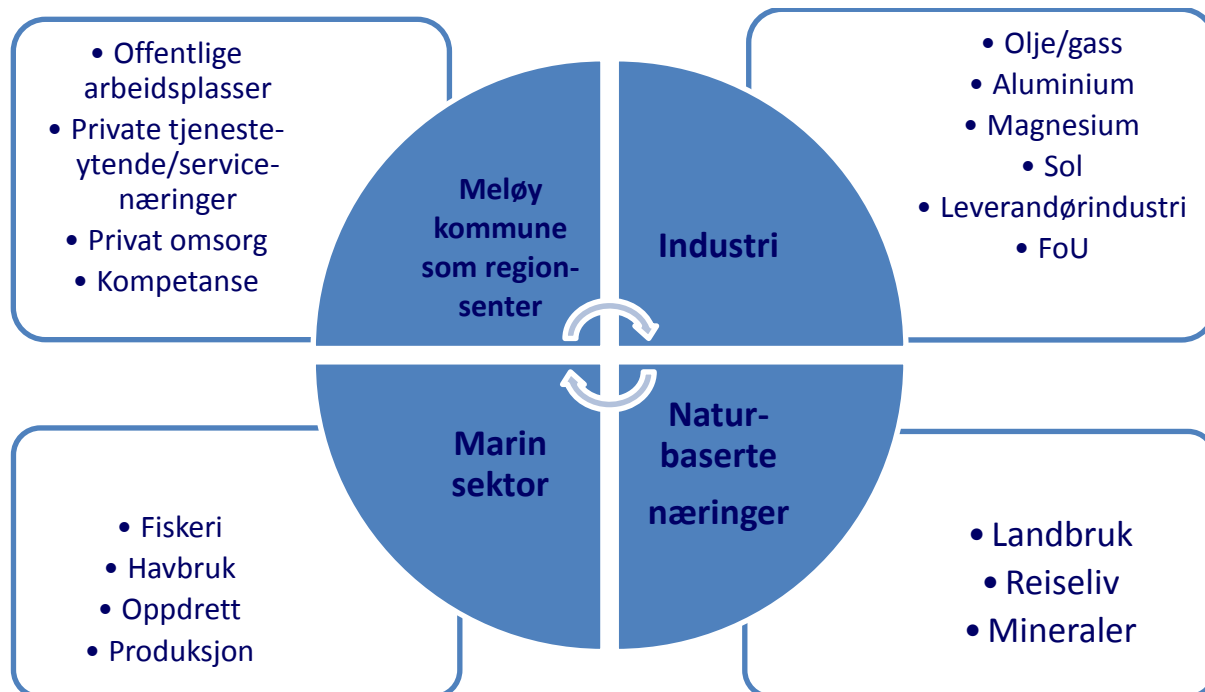 • Offentlige
arbeidsplasser
• Private tjeneste-
ytende/service-
næringer
• Privat omsorg
• Kompetanse
Meløy
kommune
som region-
senter
Industri
• Olje/gass
• Aluminium
• Magnesium
• Sol
• Leverandørindustri
• FoU
Marin
sektor
• Fiskeri
• Havbruk
• Oppdrett
• Produksjon
Natur-
baserte
næringer
• Landbruk
• Reiseliv
• Mineraler